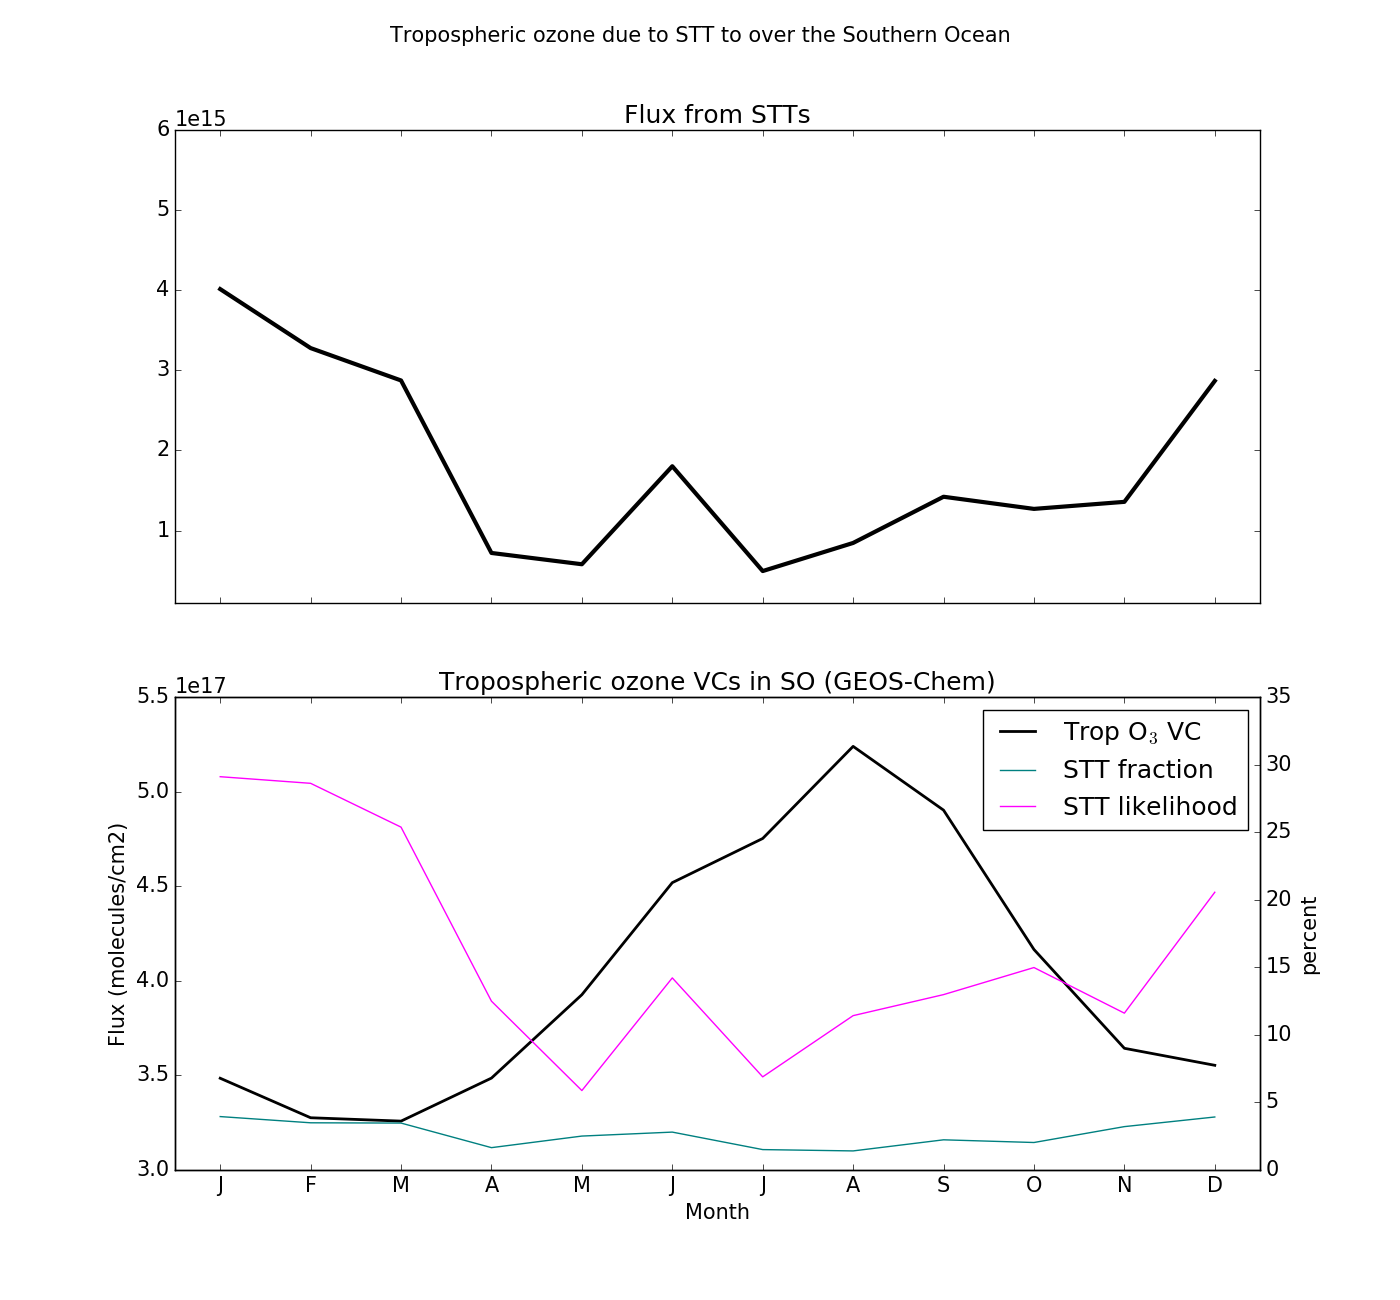 Tropospheric ozone due to STT to over the Southern Ocean
Flux from STTs
1e15
6
5
4
3
2
1
Tropospheric ozone VCs in SO (GEOS-Chem)
1e17
5.5
5.0
4.5
4.0
3.5
3.0
Flux (molecules/cm2)
Trop O₃ VC
STT fraction
STT likelihood
35
30
25
20
15
10
5
0
percent
J F M A M J J A S O N D
Month